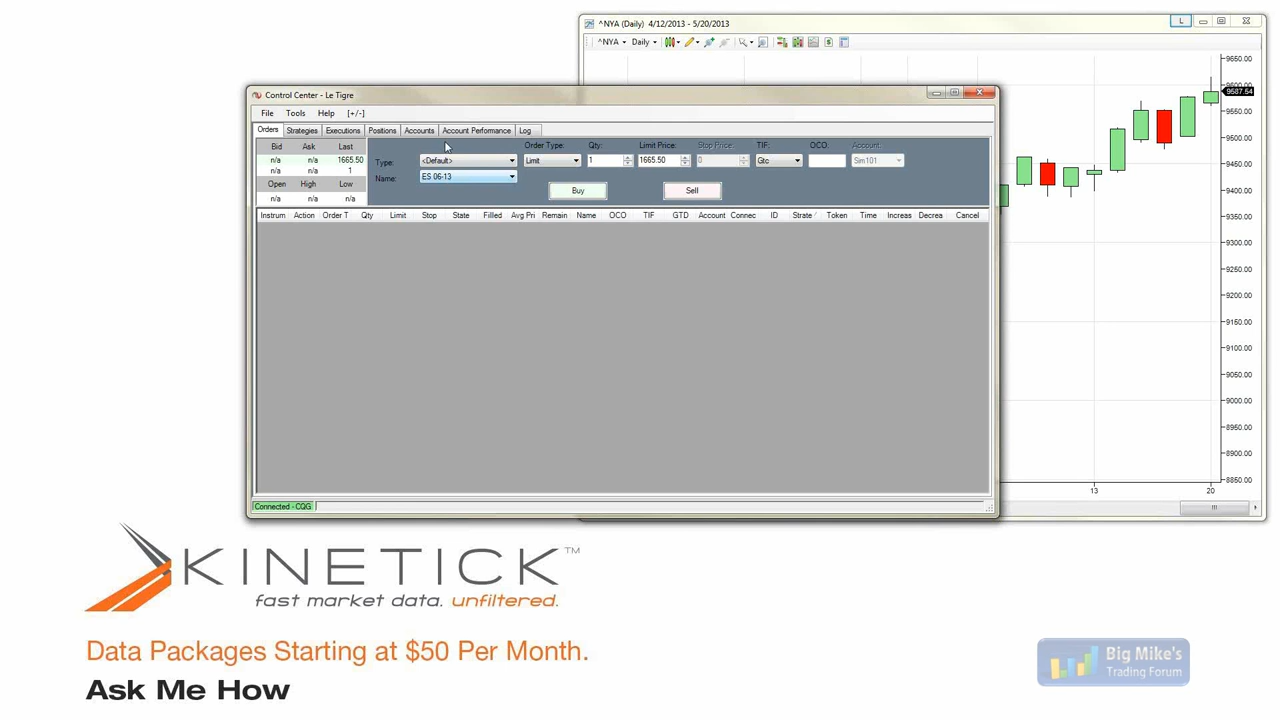 ^NYA (Daily) 4/12/2013 - 5/20/2013
L
^NYA Daily
Control Center - Le Tigre
File Tools Help [+/-]
Orders Strategies Executions Positions Accounts Account Performance Log
Bid Ask Last
n/a n/a 1665.50
n/a n/a 1
Open High Low
n/a n/a n/a
Order Type: Qty: Limit Price: Stop Price: TIF: OCO: Account:
Type: <Default> Limit 1 1665.50 0 Gtc Sim101
Name: ES 06-13
Buy Sell
Instrum Action Order T Qty Limit Stop State Filled Avg Pri Remain Name OCO TIF GTD Account Connec ID Strate Token Time Increas Decrea Cancel
Connected - CQG
9650.00
9600.00
9587.54
9550.00
9500.00
9450.00
9400.00
9350.00
9300.00
9250.00
9200.00
9150.00
9100.00
9050.00
9000.00
8950.00
8900.00
8850.00
13 20
KINETICK™
fast market data. unfiltered.
Data Packages Starting at $50 Per Month.
Ask Me How
Big Mike's
Trading Forum